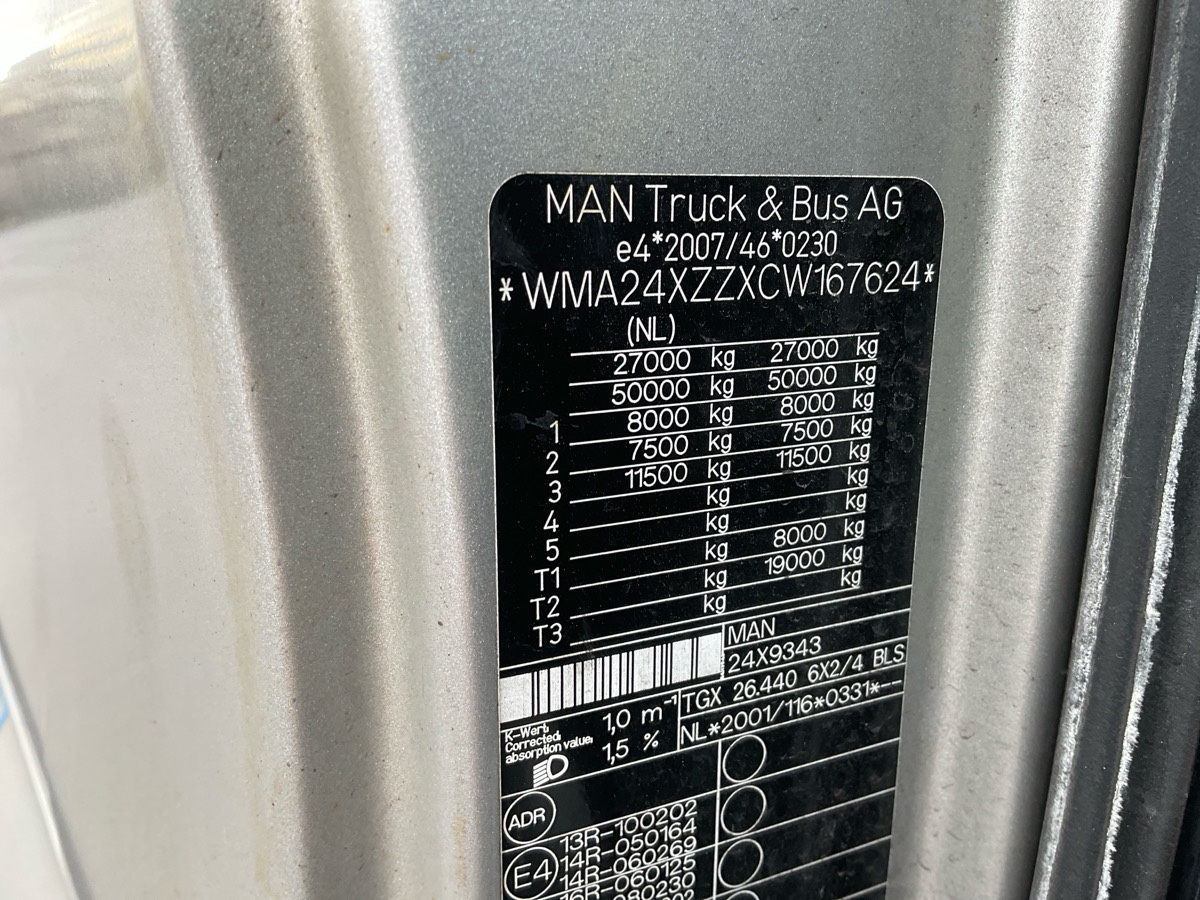 MAN Truck & Bus AG
e4*2007/46*0230
*WMA24XZZXCW167624*
(NL)
27000 kg 27000 kg
50000 kg 50000 kg
1 8000 kg 8000 kg
2 7500 kg 7500 kg
3 11500 kg 11500 kg
4 kg kg
5 kg kg
T1 kg 8000 kg
T2 kg 19000 kg
T3 kg kg
MAN
24X9343
TGX 26.440 6X2/4 BLS
NL*2001/116*0331*--
K-Wert:
Corrected
absorption value:
1,0 m⁻¹
1,5 %
ADR
E4
13R-100202
14R-050164
14R-060269
16R-060125
080230